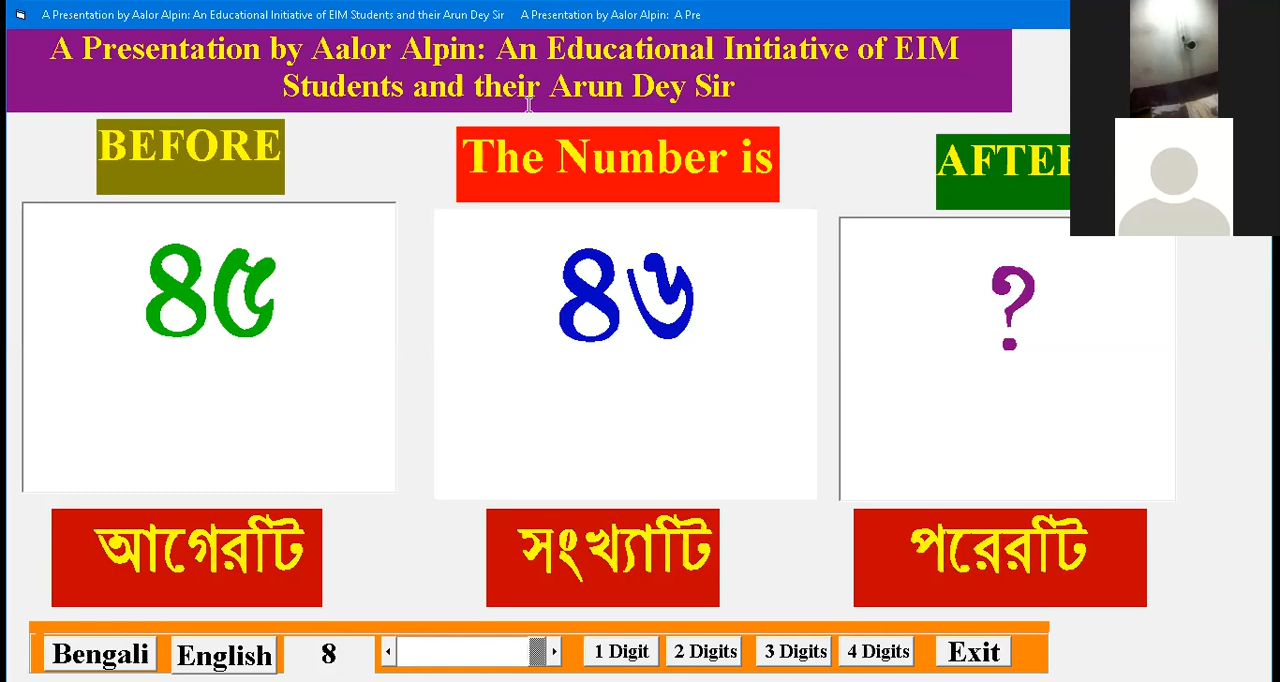 A Presentation by Aalor Alpin: An Educational Initiative of EIM Students and their Arun Dey Sir A Presentation by Aalor Alpin: A Pre
A Presentation by Aalor Alpin: An Educational Initiative of EIM
Students and their Arun Dey Sir
BEFORE
The Number is
AFTER
৪৫
৪৬
?
আগেরটি
সংখ্যাটি
পরেরটি
Bengali
English
8
1 Digit
2 Digits
3 Digits
4 Digits
Exit